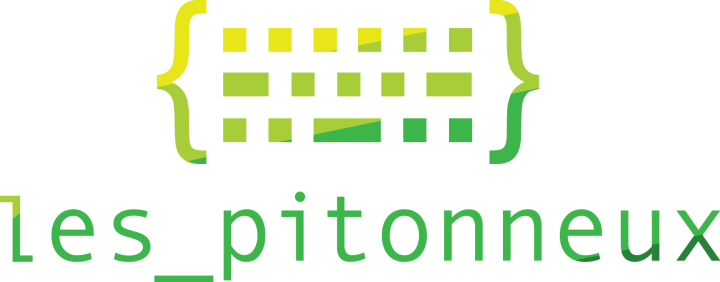 { }
les_pitonneux